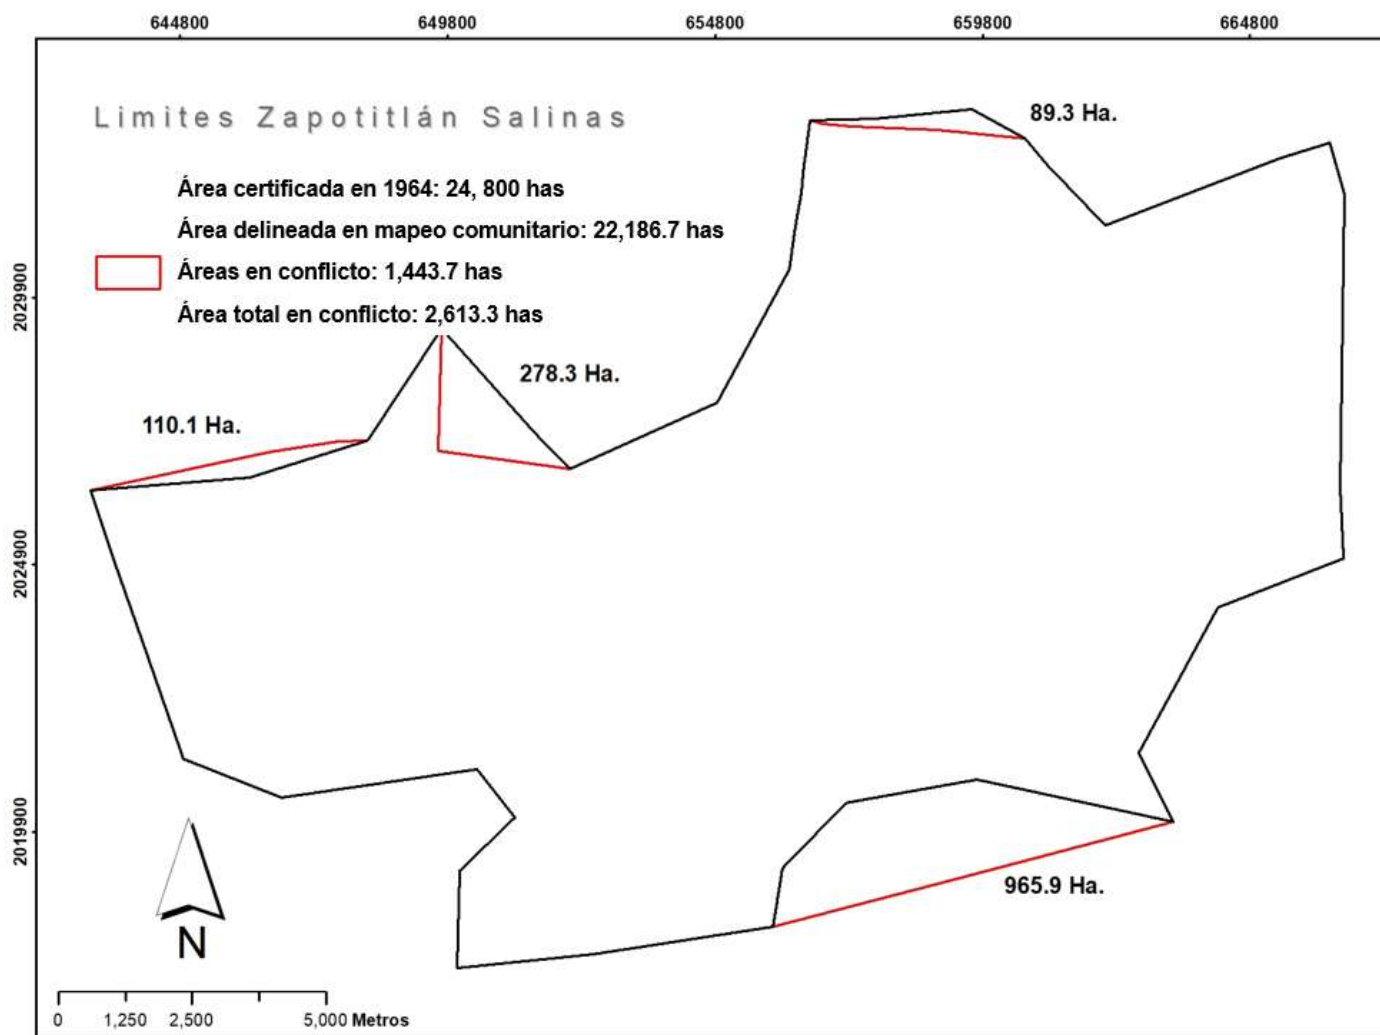 644800 649800 654800 659800 664800
Limites Zapotitlán Salinas
89.3 Ha.
Área certificada en 1964: 24, 800 has
Área delineada en mapeo comunitario: 22,186.7 has
Áreas en conflicto: 1,443.7 has
Área total en conflicto: 2,613.3 has
2029900
278.3 Ha.
110.1 Ha.
2024900
2019900
965.9 Ha.
N
0 1,250 2,500 5,000 Metros